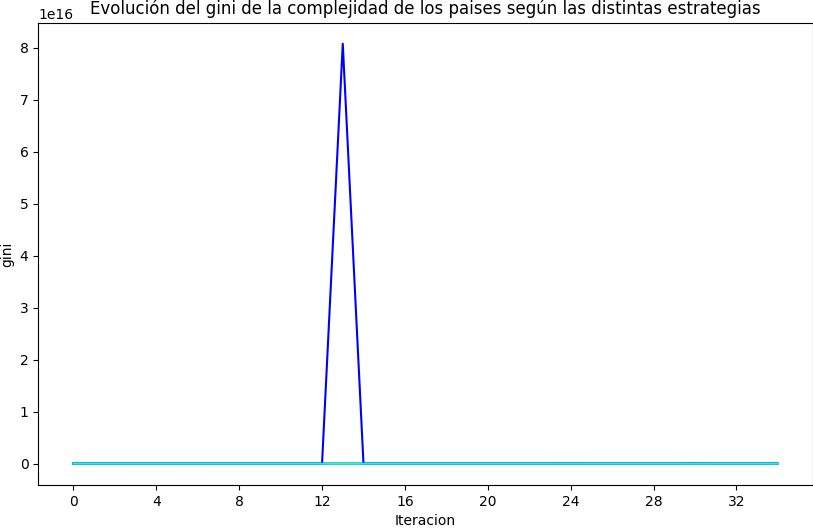 Evolución del gini de la complejidad de los paises según las distintas estrategias
1e16
8
7
6
5
4
3
2
1
0
gini
0 4 8 12 16 20 24 28 32
Iteracion